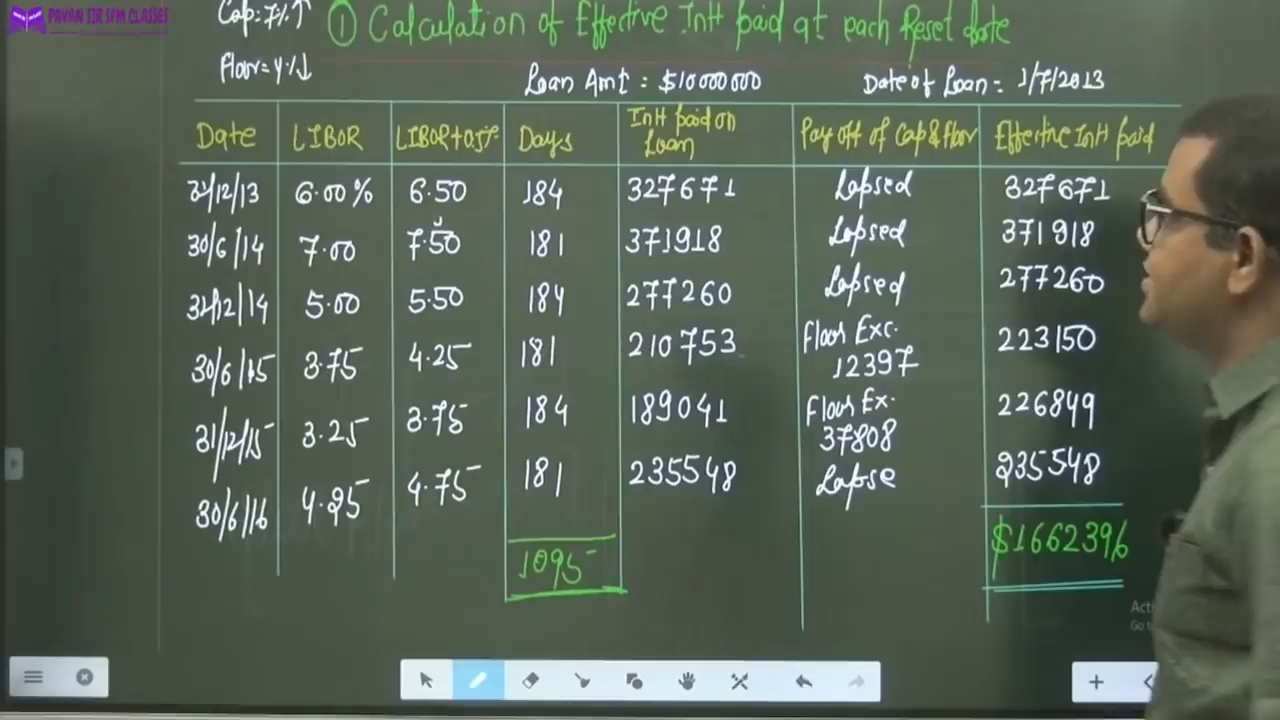 PAVAN SIR SFM CLASSES
Cap=7%↑
① Calculation of Effective Intt paid at each Reset date
Floor=4%↓
Loan Amt : $10000000
Date of Loan = 1/7/2013
Date LIBOR LIBOR+0.5% Days Intt paid on Loan Pay off of Cap & floor Effective Intt paid
31/12/13 6.00% 6.50 184 327671 Lapsed 327671
30/6/14 7.00 7.50 181 371918 Lapsed 371918
31/12/14 5.00 5.50 184 277260 Lapsed 277260
30/6/15 3.75 4.25 181 210753 Floor Exc. 12397 223150
31/12/15 3.25 3.75 184 189041 Floor Ex. 37808 226849
30/6/16 4.25 4.75 181 235548 Lapse 235548
1095 $1662396
Act
Go t